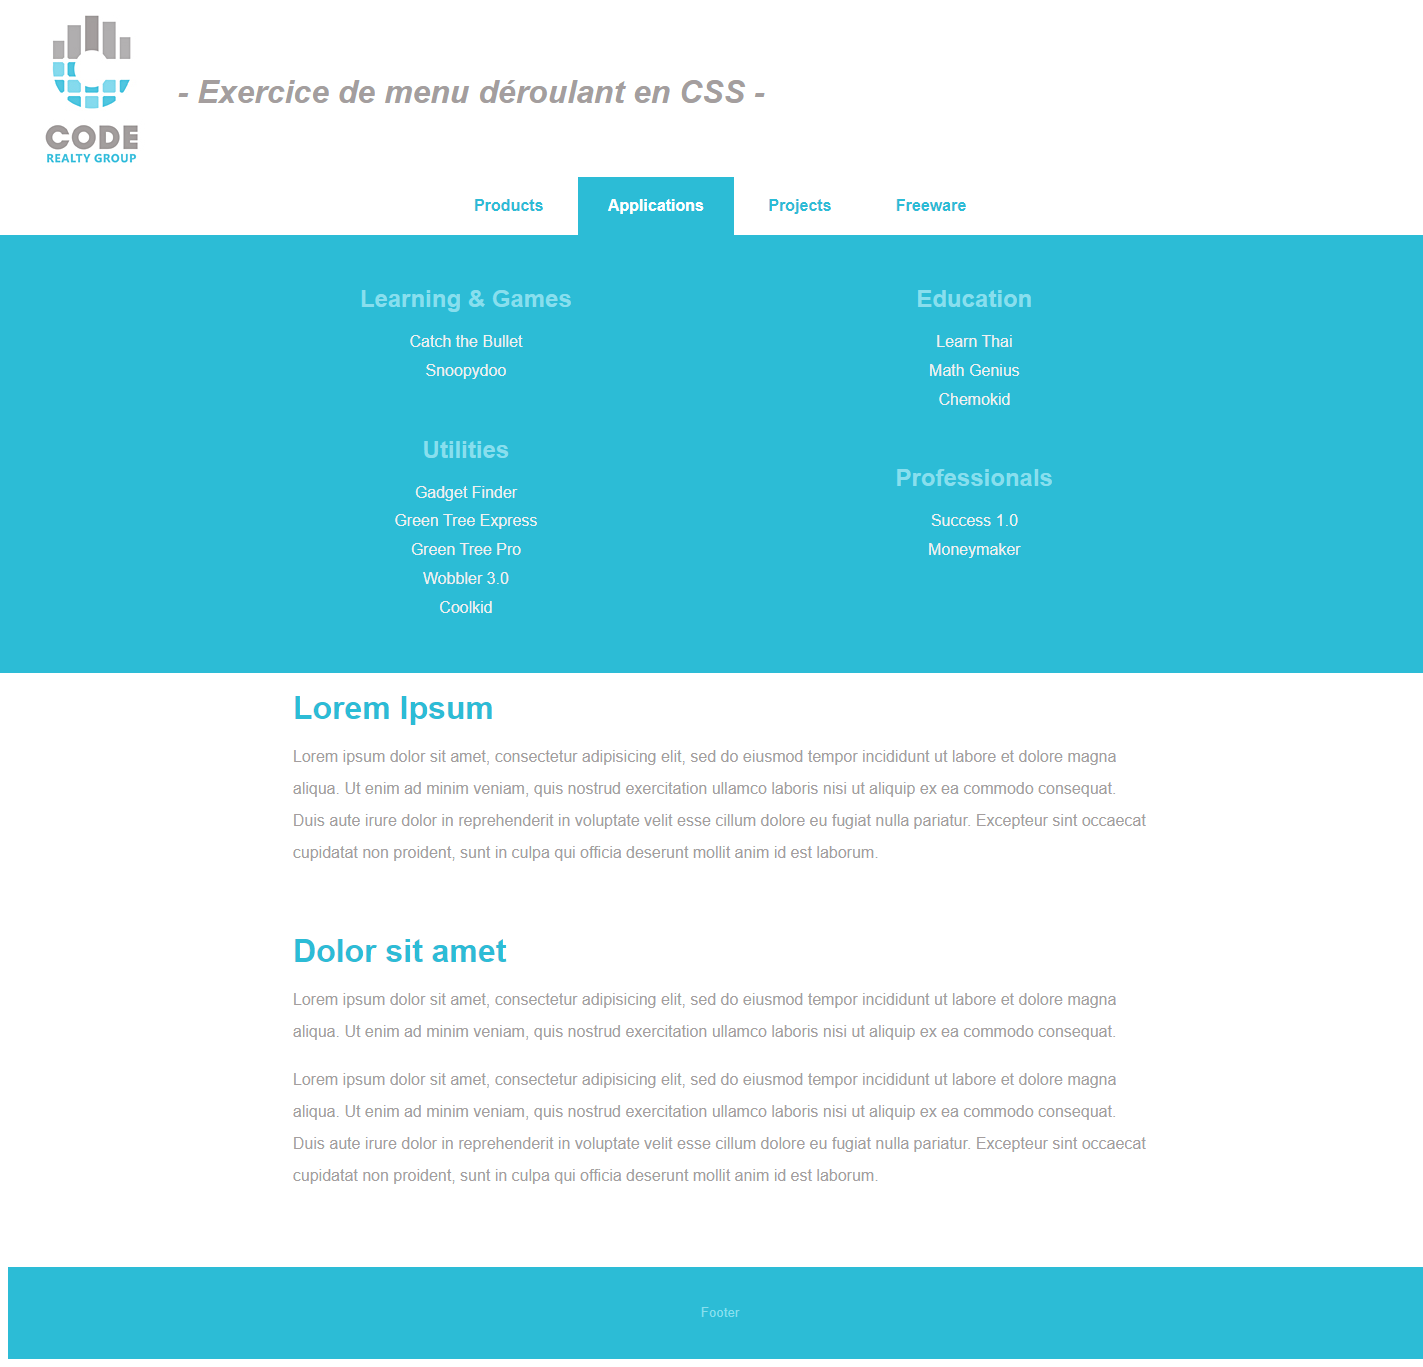 CODE
REALTY GROUP
- Exercice de menu déroulant en CSS -
Products Applications Projects Freeware
Learning & Games
Catch the Bullet
Snoopydoo
Utilities
Gadget Finder
Green Tree Express
Green Tree Pro
Wobbler 3.0
Coolkid
Education
Learn Thai
Math Genius
Chemokid
Professionals
Success 1.0
Moneymaker
Lorem Ipsum
Lorem ipsum dolor sit amet, consectetur adipisicing elit, sed do eiusmod tempor incididunt ut labore et dolore magna
aliqua. Ut enim ad minim veniam, quis nostrud exercitation ullamco laboris nisi ut aliquip ex ea commodo consequat.
Duis aute irure dolor in reprehenderit in voluptate velit esse cillum dolore eu fugiat nulla pariatur. Excepteur sint occaecat
cupidatat non proident, sunt in culpa qui officia deserunt mollit anim id est laborum.
Dolor sit amet
Lorem ipsum dolor sit amet, consectetur adipisicing elit, sed do eiusmod tempor incididunt ut labore et dolore magna
aliqua. Ut enim ad minim veniam, quis nostrud exercitation ullamco laboris nisi ut aliquip ex ea commodo consequat.
Lorem ipsum dolor sit amet, consectetur adipisicing elit, sed do eiusmod tempor incididunt ut labore et dolore magna
aliqua. Ut enim ad minim veniam, quis nostrud exercitation ullamco laboris nisi ut aliquip ex ea commodo consequat.
Duis aute irure dolor in reprehenderit in voluptate velit esse cillum dolore eu fugiat nulla pariatur. Excepteur sint occaecat
cupidatat non proident, sunt in culpa qui officia deserunt mollit anim id est laborum.
Footer